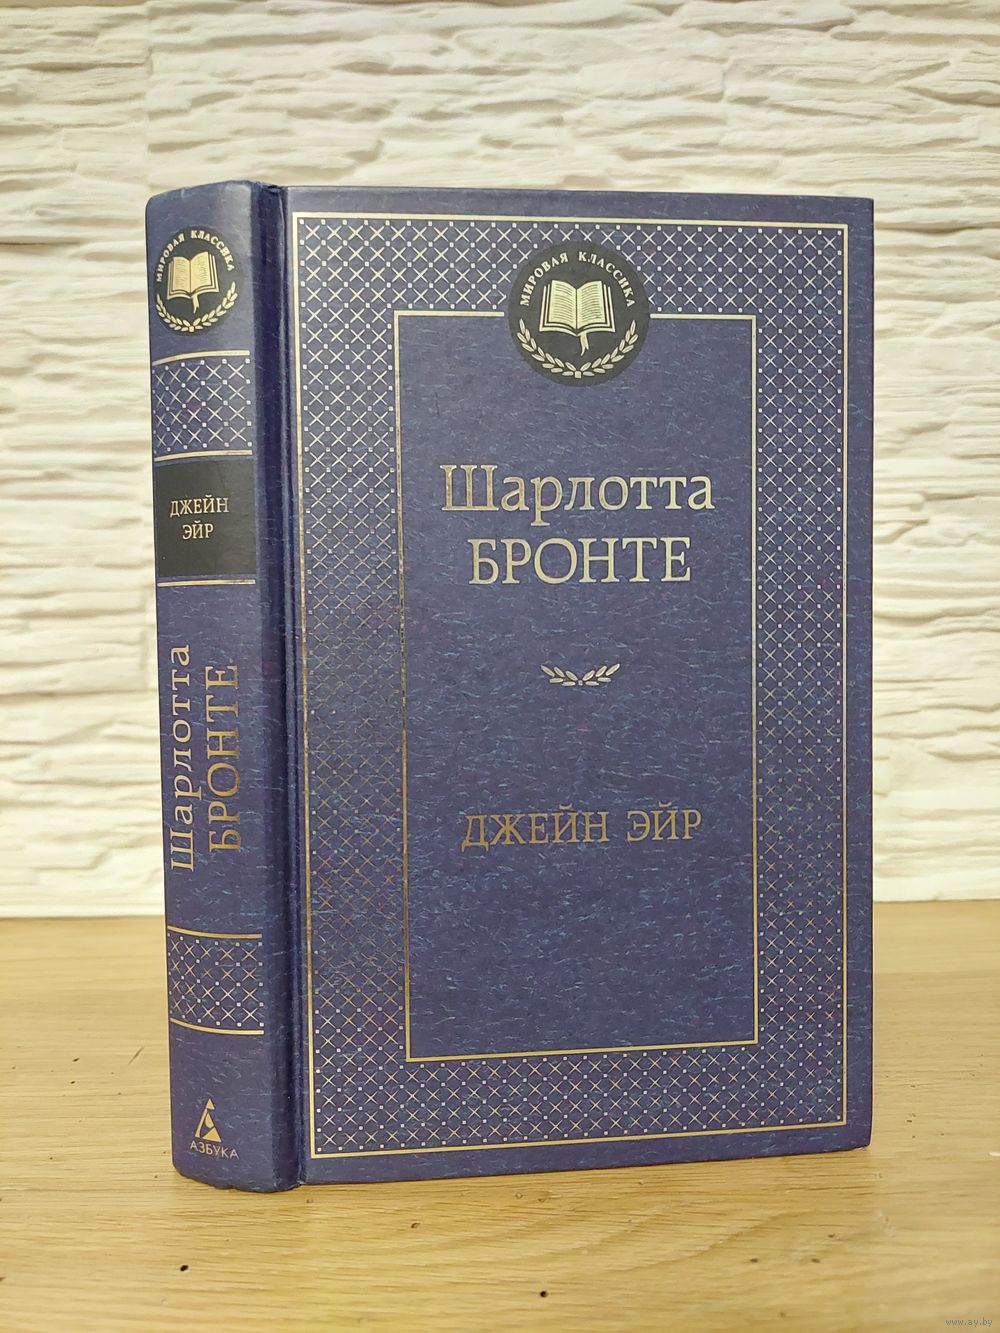 МИРОВАЯ КЛАССИКА
ДЖЕЙН
ЭЙР
Шарлотта
БРОНТЕ
АЗБУКА
МИРОВАЯ КЛАССИКА
Шарлотта
БРОНТЕ
ДЖЕЙН ЭЙР
www.ay.by